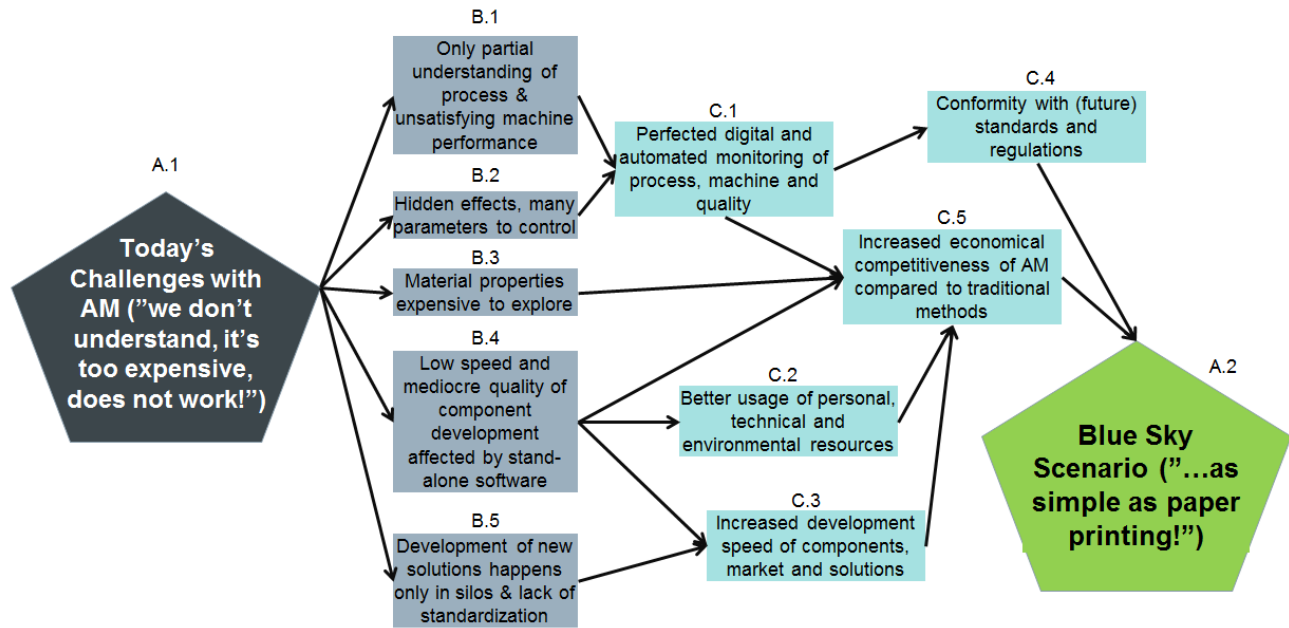 A.1
Today's
Challenges with
AM (”we don't
understand, it's
too expensive,
does not work!”)
B.1
Only partial
understanding of
process &
unsatisfying machine
performance
B.2
Hidden effects, many
parameters to control
B.3
Material properties
expensive to explore
B.4
Low speed and
mediocre quality of
component
development
affected by stand-
alone software
B.5
Development of new
solutions happens
only in silos & lack of
standardization
C.1
Perfected digital and
automated monitoring of
process, machine and
quality
C.2
Better usage of personal,
technical and
environmental resources
C.3
Increased development
speed of components,
market and solutions
C.4
Conformity with (future)
standards and
regulations
C.5
Increased economical
competitiveness of AM
compared to traditional
methods
A.2
Blue Sky
Scenario (”…as
simple as paper
printing!”)